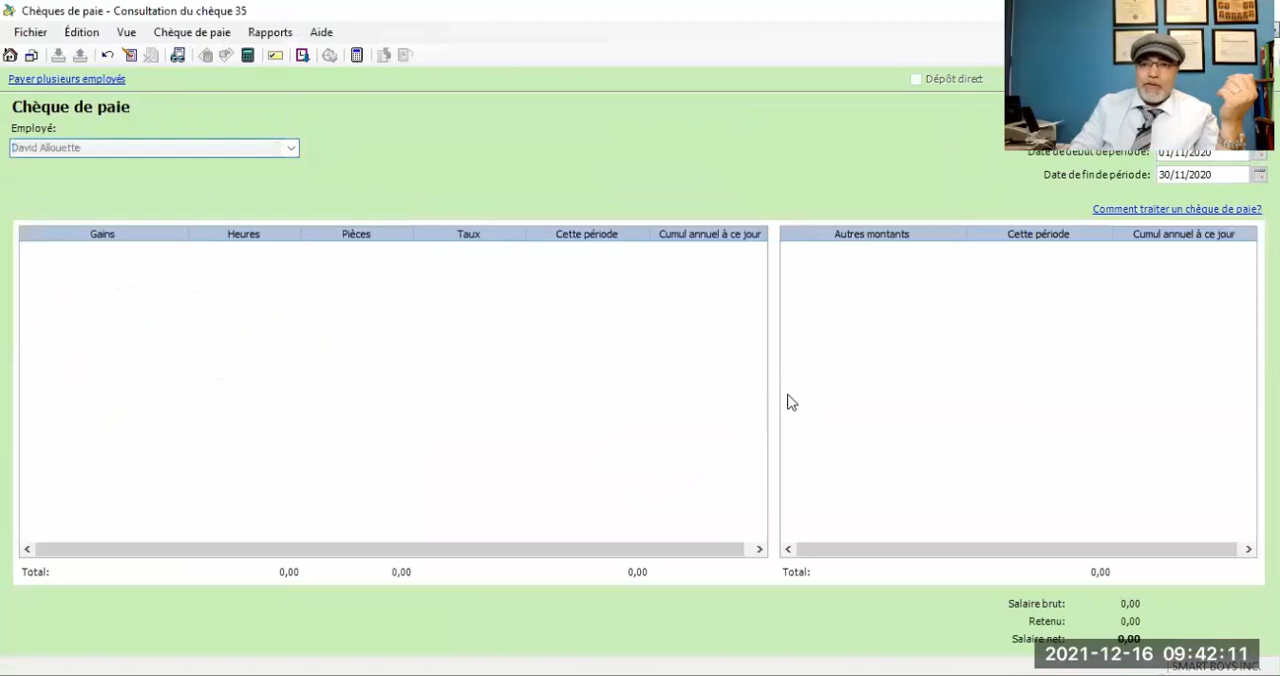 Chèques de paie - Consultation du chèque 35
Fichier Édition Vue Chèque de paie Rapports Aide
Payer plusieurs employés
Dépôt direct
Chèque de paie
Employé:
David Allouette
Date de début de période: 01/11/2020
Date de fin de période: 30/11/2020
Comment traiter un chèque de paie?
Gains Heures Pièces Taux Cette période Cumul annuel à ce jour
Autres montants Cette période Cumul annuel à ce jour
Total: 0,00 0,00 0,00
Total: 0,00
Salaire brut: 0,00
Retenu: 0,00
Salaire net: 0,00
2021-12-16 09:42:11
SMART BOYS INC.